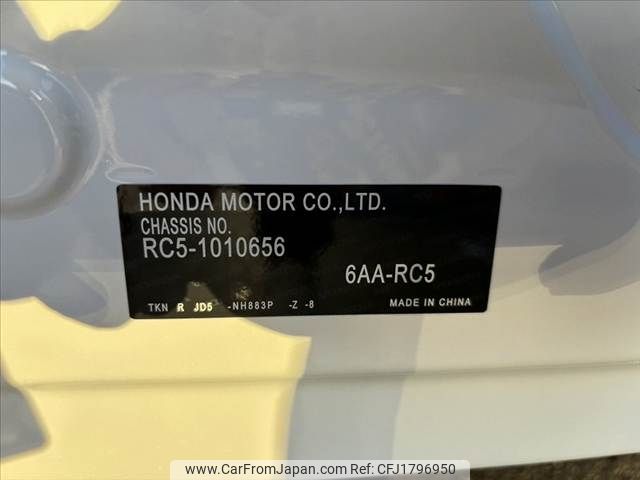 HONDA MOTOR CO.,LTD.
CHASSIS NO.
RC5-1010656
6AA-RC5
TKN R JD5 -NH883P -Z -8
MADE IN CHINA
www.CarFromJapan.com CFJ1796950